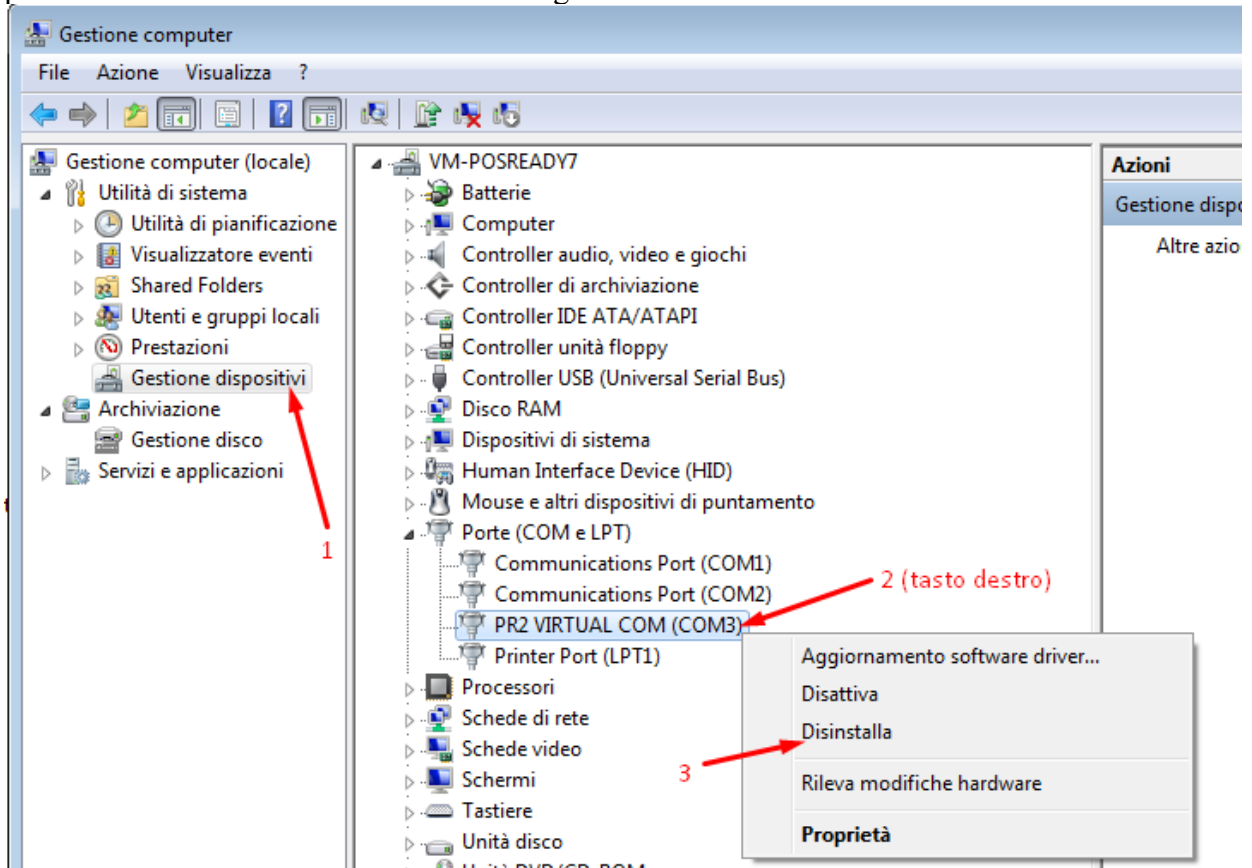 Gestione computer
File Azione Visualizza ?
Gestione computer (locale)
Utilità di sistema
Utilità di pianificazione
Visualizzatore eventi
Shared Folders
Utenti e gruppi locali
Prestazioni
Gestione dispositivi
Archiviazione
Gestione disco
Servizi e applicazioni
1
VM-POSREADY7
Batterie
Computer
Controller audio, video e giochi
Controller di archiviazione
Controller IDE ATA/ATAPI
Controller unità floppy
Controller USB (Universal Serial Bus)
Disco RAM
Dispositivi di sistema
Human Interface Device (HID)
Mouse e altri dispositivi di puntamento
Porte (COM e LPT)
Communications Port (COM1)
Communications Port (COM2)
PR2 VIRTUAL COM (COM3)
Printer Port (LPT1)
Processori
Schede di rete
Schede video
Schermi
Tastiere
Unità disco
2 (tasto destro)
Aggiornamento software driver...
Disattiva
Disinstalla
3
Rileva modifiche hardware
Proprietà
Azioni
Gestione dispo
Altre azio